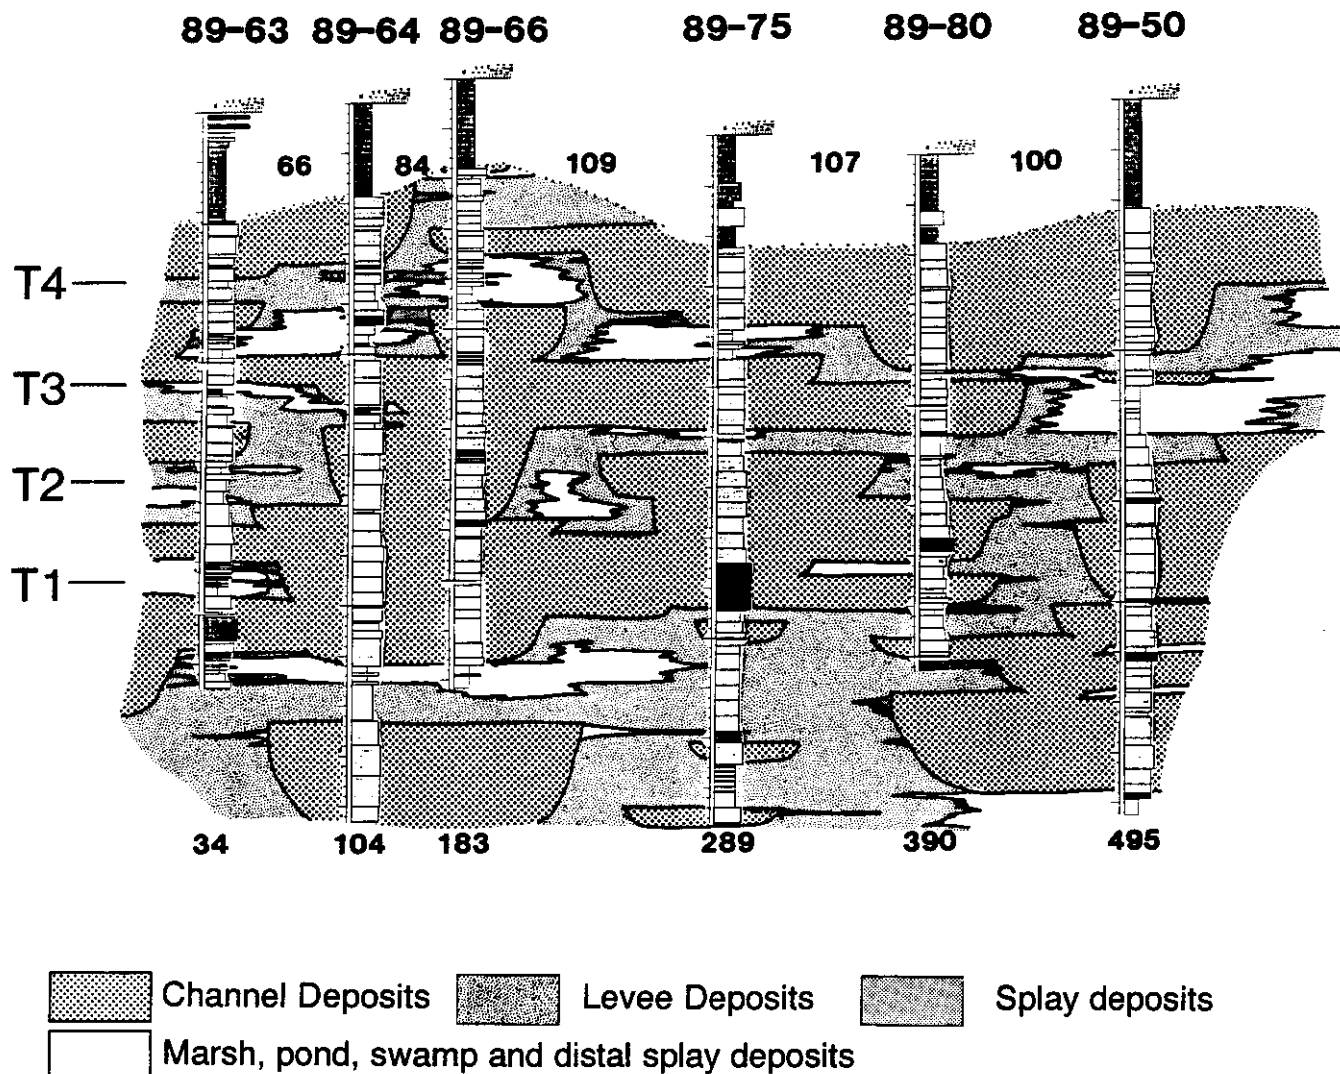 89-63 89-64 89-66 89-75 89-80 89-50
66 84 109 107 100
T4
T3
T2
T1
34 104 183 289 390 495
Channel Deposits Levee Deposits Splay deposits
Marsh, pond, swamp and distal splay deposits